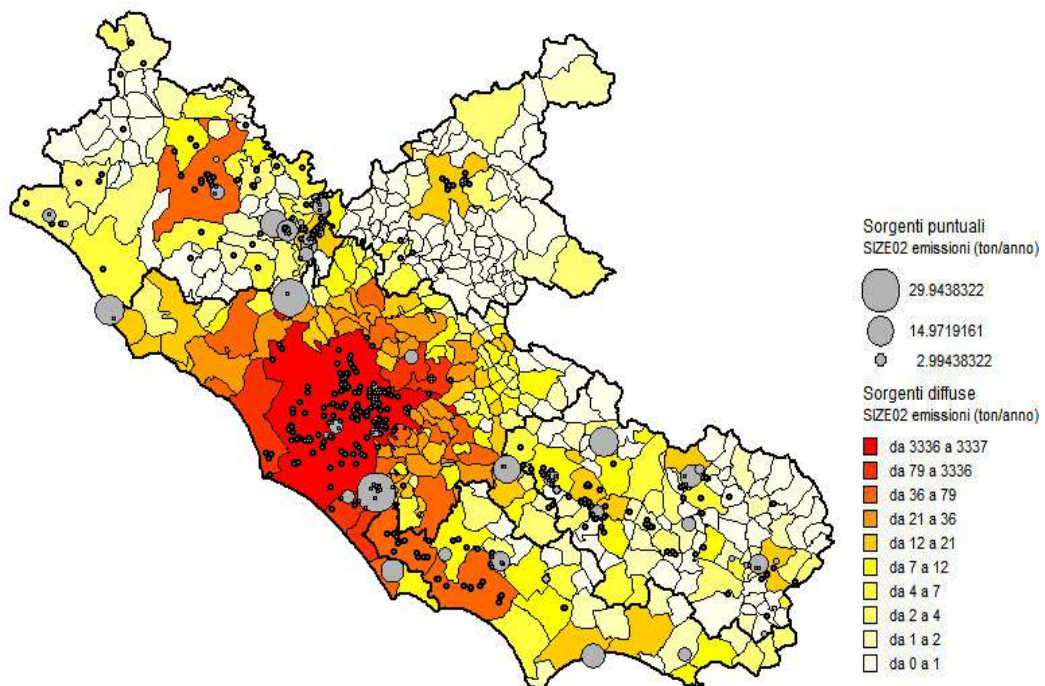 Sorgenti puntuali
SIZE02 emissioni (ton/anno)
29.9438322
14.9719161
2.99438322
Sorgenti diffuse
SIZE02 emissioni (ton/anno)
da 3336 a 3337
da 79 a 3336
da 36 a 79
da 21 a 36
da 12 a 21
da 7 a 12
da 4 a 7
da 2 a 4
da 1 a 2
da 0 a 1